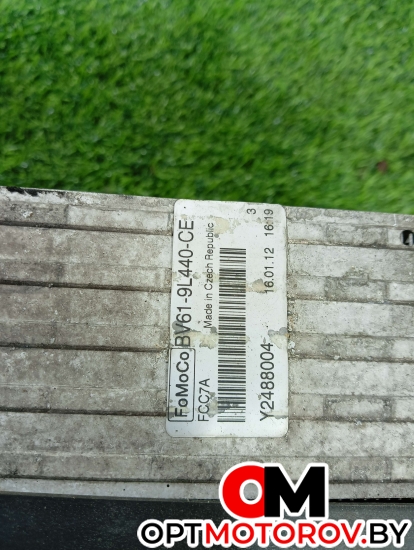 FoMoCo BV61-9L440-CE
FCC7A Made in Czech Republic 3
Y2488004 16.01.12 16:19
OM
OPTMOTOROV.BY